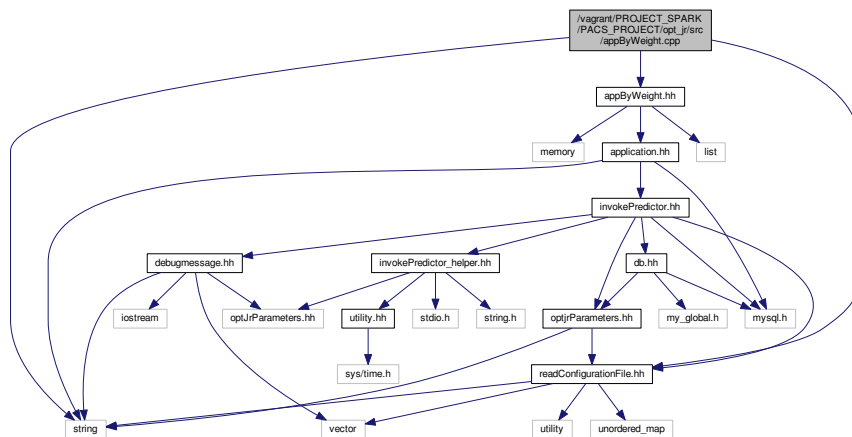 /vagrant/PROJECT_SPARK
/PACS_PROJECT/opt_jr/src
/appByWeight.cpp
appByWeight.hh
memory
application.hh
list
invokePredictor.hh
debugmessage.hh
invokePredictor_helper.hh
db.hh
iostream
optJrParameters.hh
utility.hh
stdio.h
string.h
optjrParameters.hh
my_global.h
mysql.h
sys/time.h
readConfigurationFile.hh
string
vector
utility
unordered_map